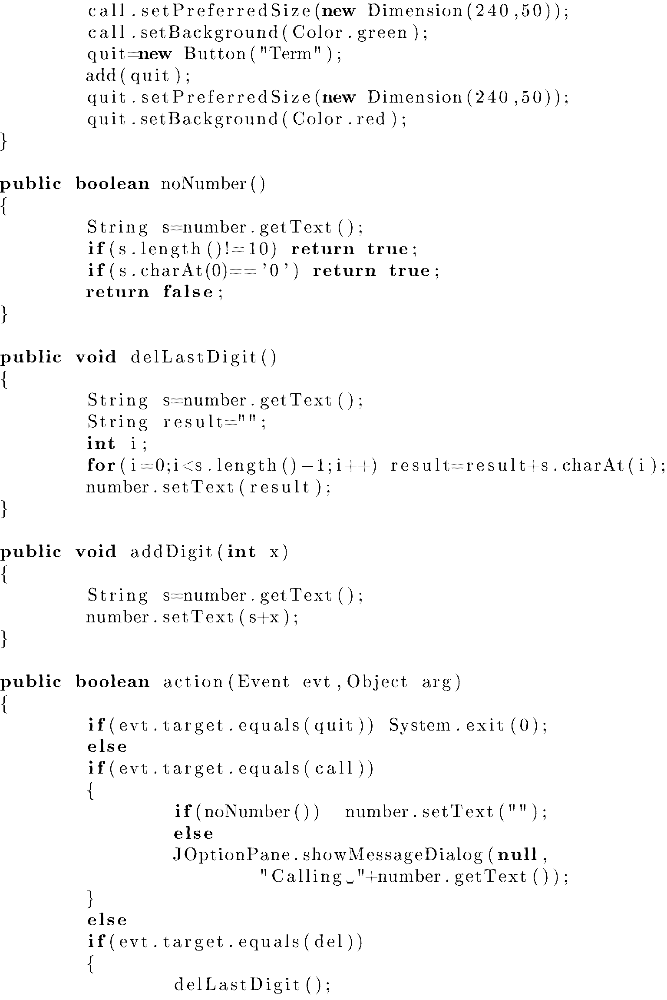 call.setPreferredSize(new Dimension(240,50));
call.setBackground(Color.green);
quit=new Button("Term");
add(quit);
quit.setPreferredSize(new Dimension(240,50));
quit.setBackground(Color.red);
}
public boolean noNumber()
{
String s=number.getText();
if(s.length()!=10) return true;
if(s.charAt(0)=='0') return true;
return false;
}
public void delLastDigit()
{
String s=number.getText();
String result="";
int i;
for(i=0;i<s.length()-1;i++) result=result+s.charAt(i);
number.setText(result);
}
public void addDigit(int x)
{
String s=number.getText();
number.setText(s+x);
}
public boolean action(Event evt,Object arg)
{
if(evt.target.equals(quit)) System.exit(0);
else
if(evt.target.equals(call))
{
if(noNumber()) number.setText("");
else
JOptionPane.showMessageDialog(null,
"Calling␣"+number.getText());
}
else
if(evt.target.equals(del))
{
delLastDigit();